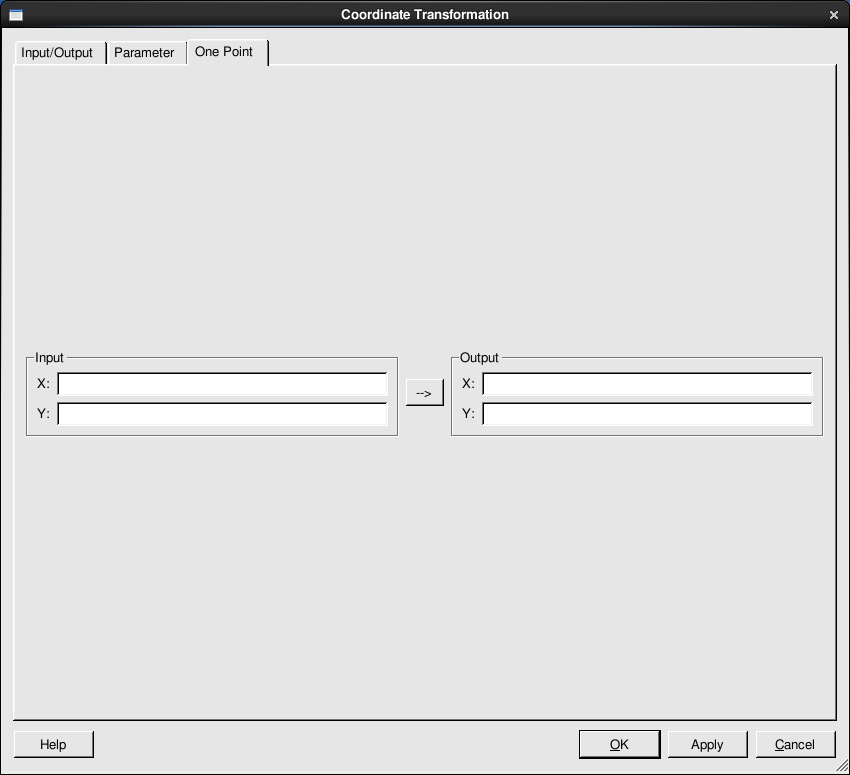 Coordinate Transformation
Input/Output Parameter One Point
Input Output
X: X:
-->
Y: Y:
Help OK Apply Cancel